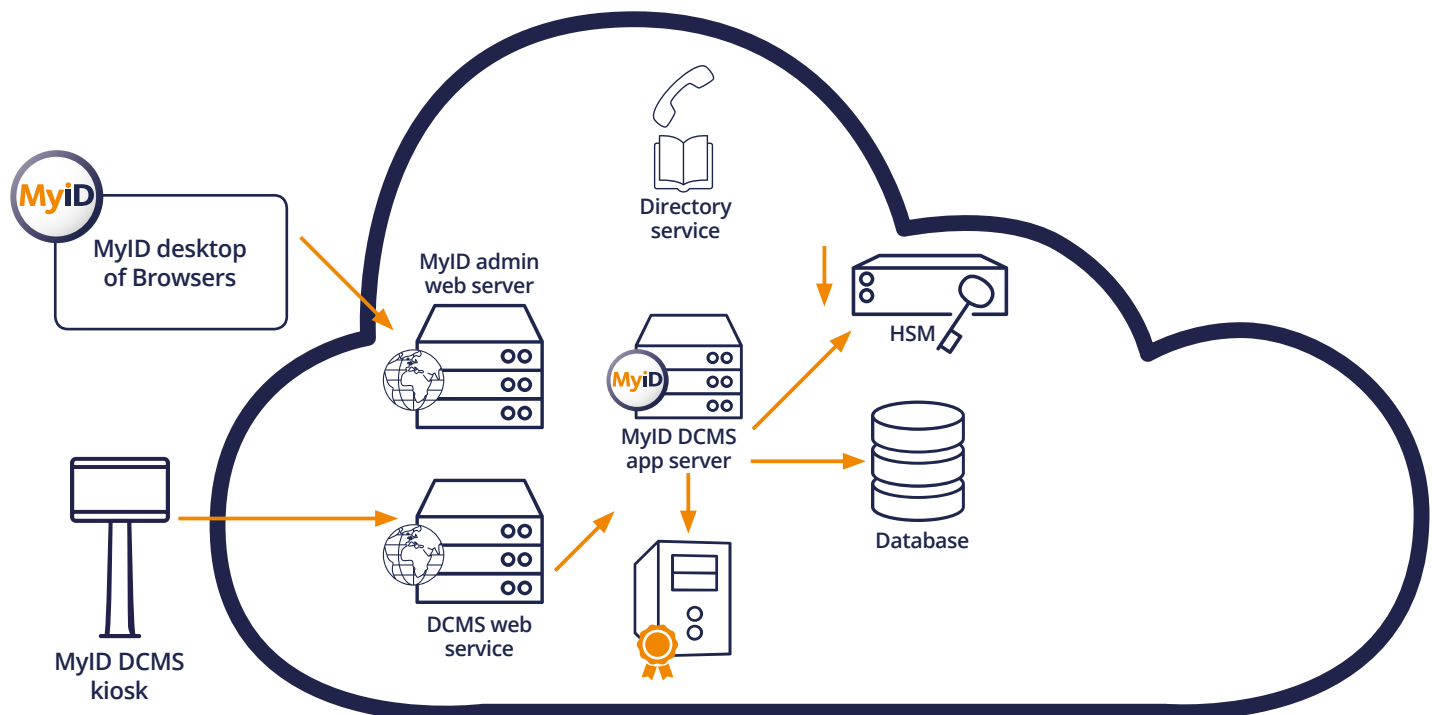 Directory
service
MyiD
MyID desktop
of Browsers
MyID admin
web server
HSM
MyiD
MyID DCMS
app server
Database
DCMS web
service
MyID DCMS
kiosk